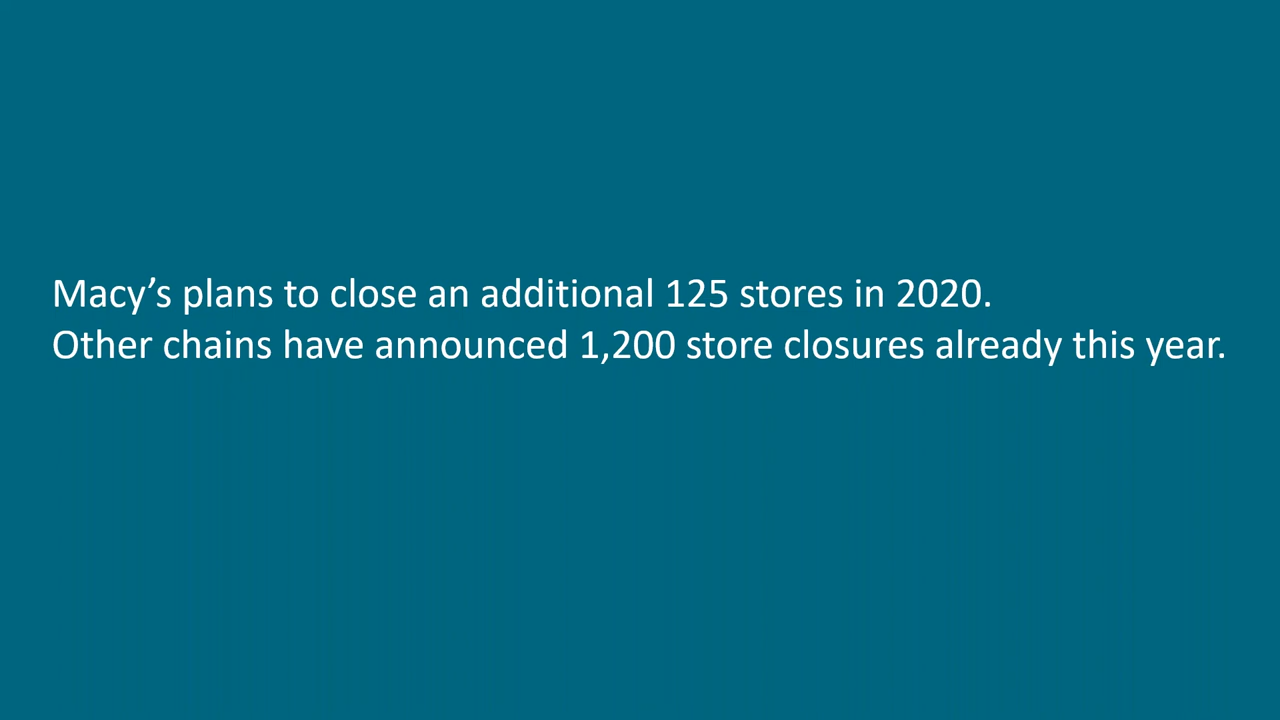 Macy’s plans to close an additional 125 stores in 2020.
Other chains have announced 1,200 store closures already this year.